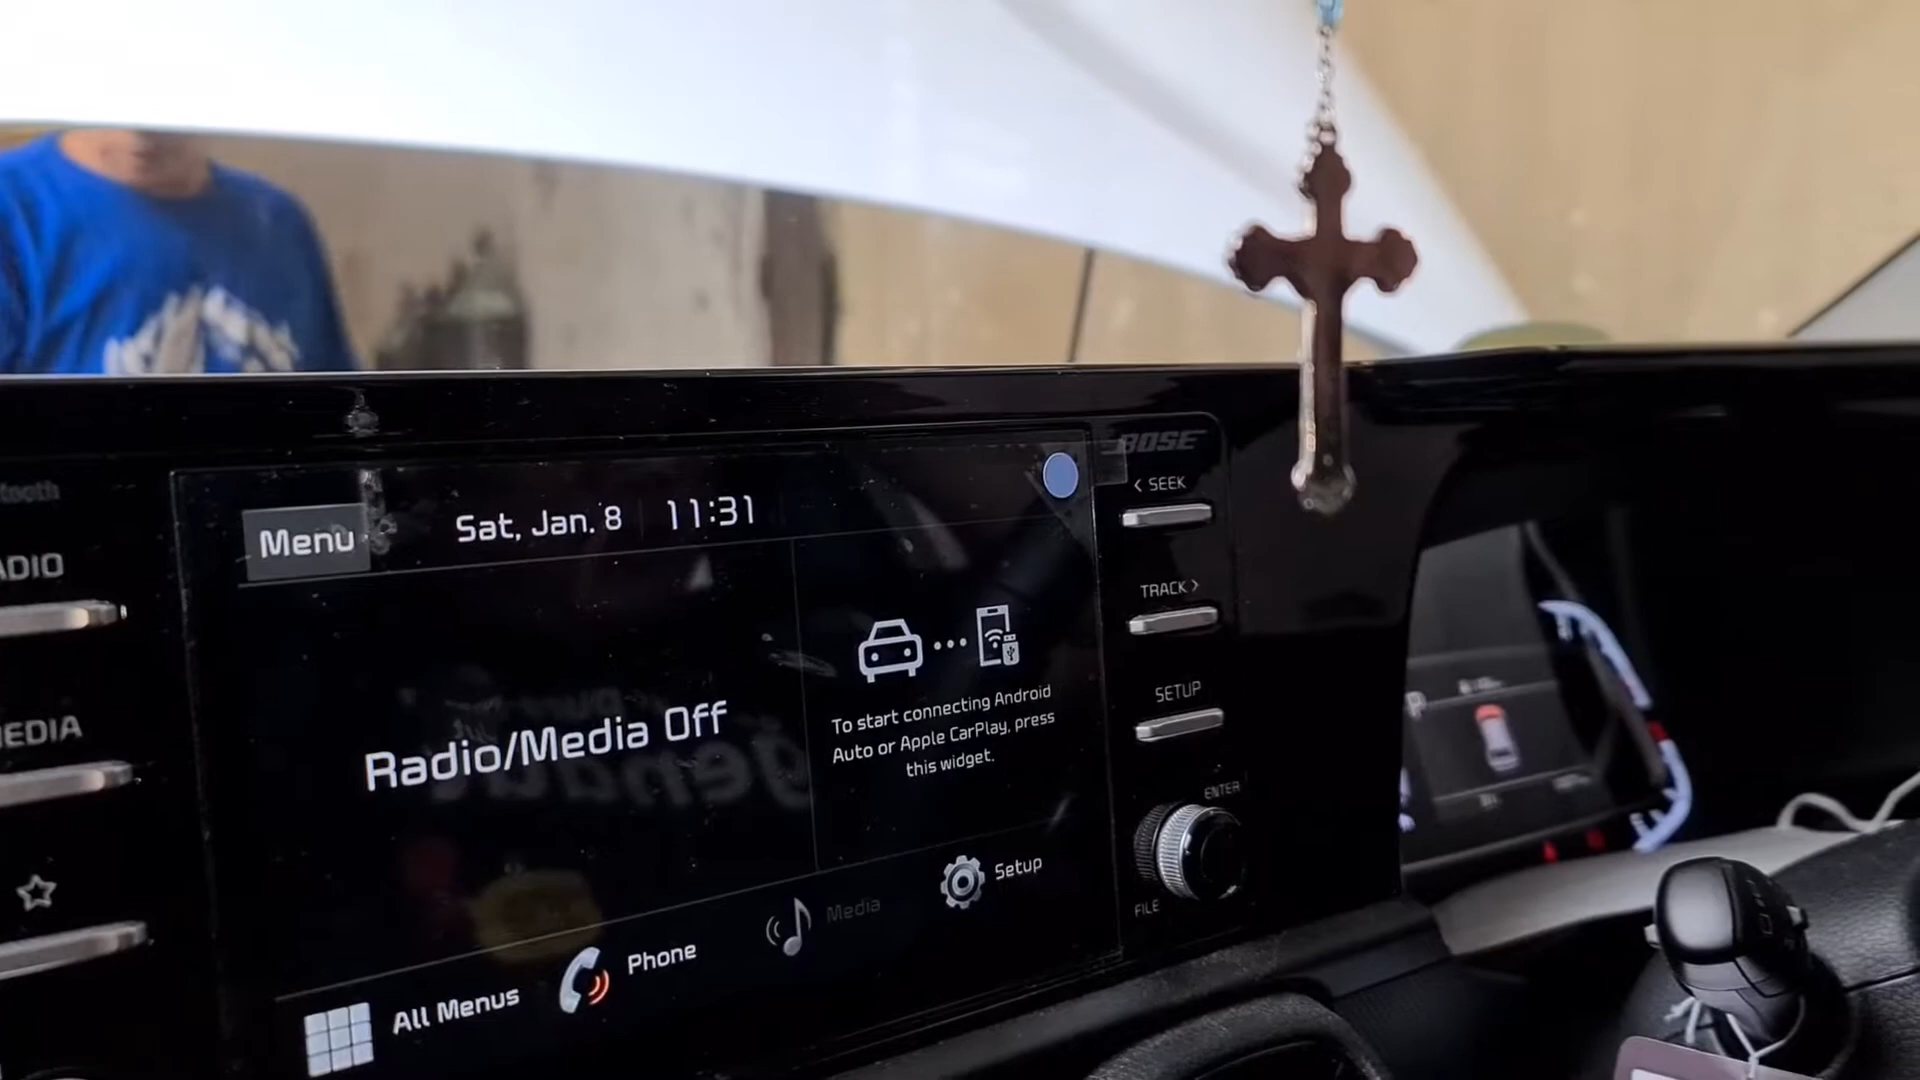 BOSE
< SEEK
Menu
Sat, Jan. 8
11:31
TRACK >
SETUP
Radio/Media Off
To start connecting Android
Auto or Apple CarPlay, press
this widget.
ENTER
FILE
Setup
Media
Phone
All Menus
P